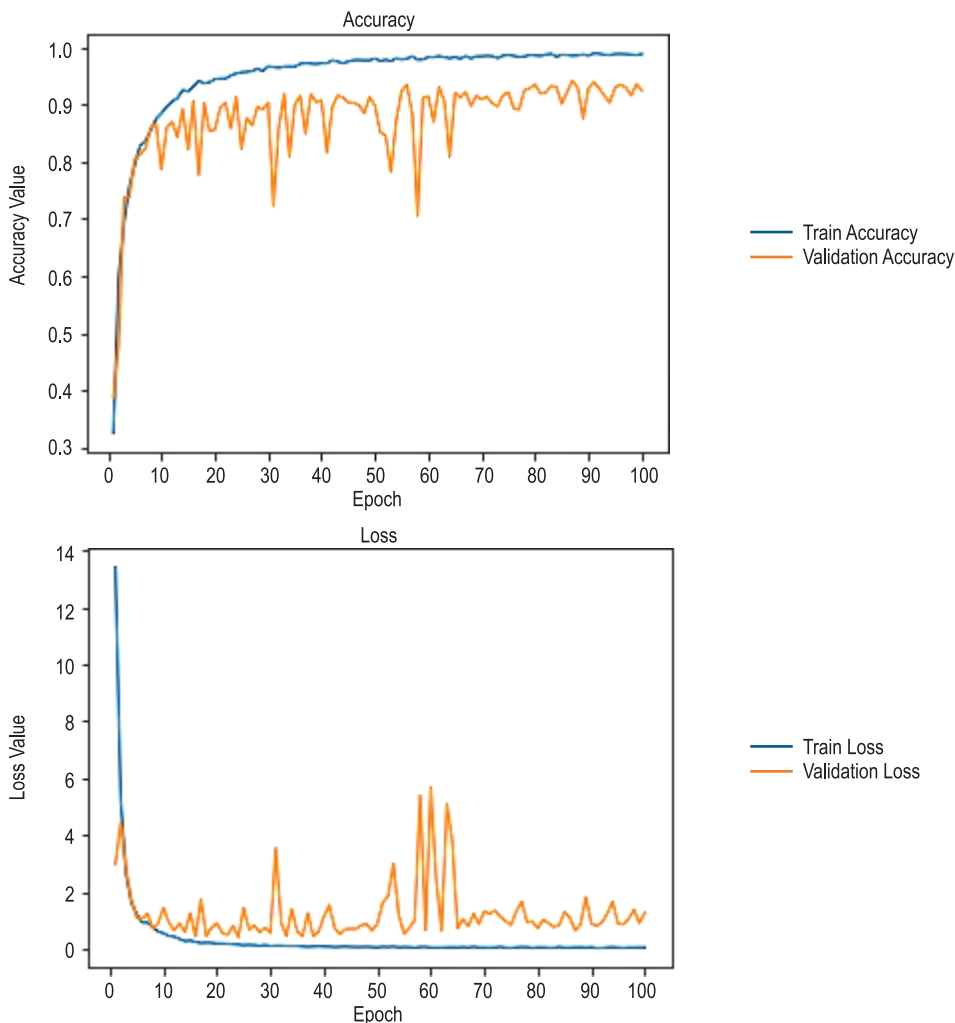 Accuracy
1.0
0.9
0.8
0.7
0.6
0.5
0.4
0.3
Accuracy Value
0 10 20 30 40 50 60 70 80 90 100
Epoch
Train Accuracy
Validation Accuracy
Loss
14
12
10
8
6
4
2
0
Loss Value
0 10 20 30 40 50 60 70 80 90 100
Epoch
Train Loss
Validation Loss